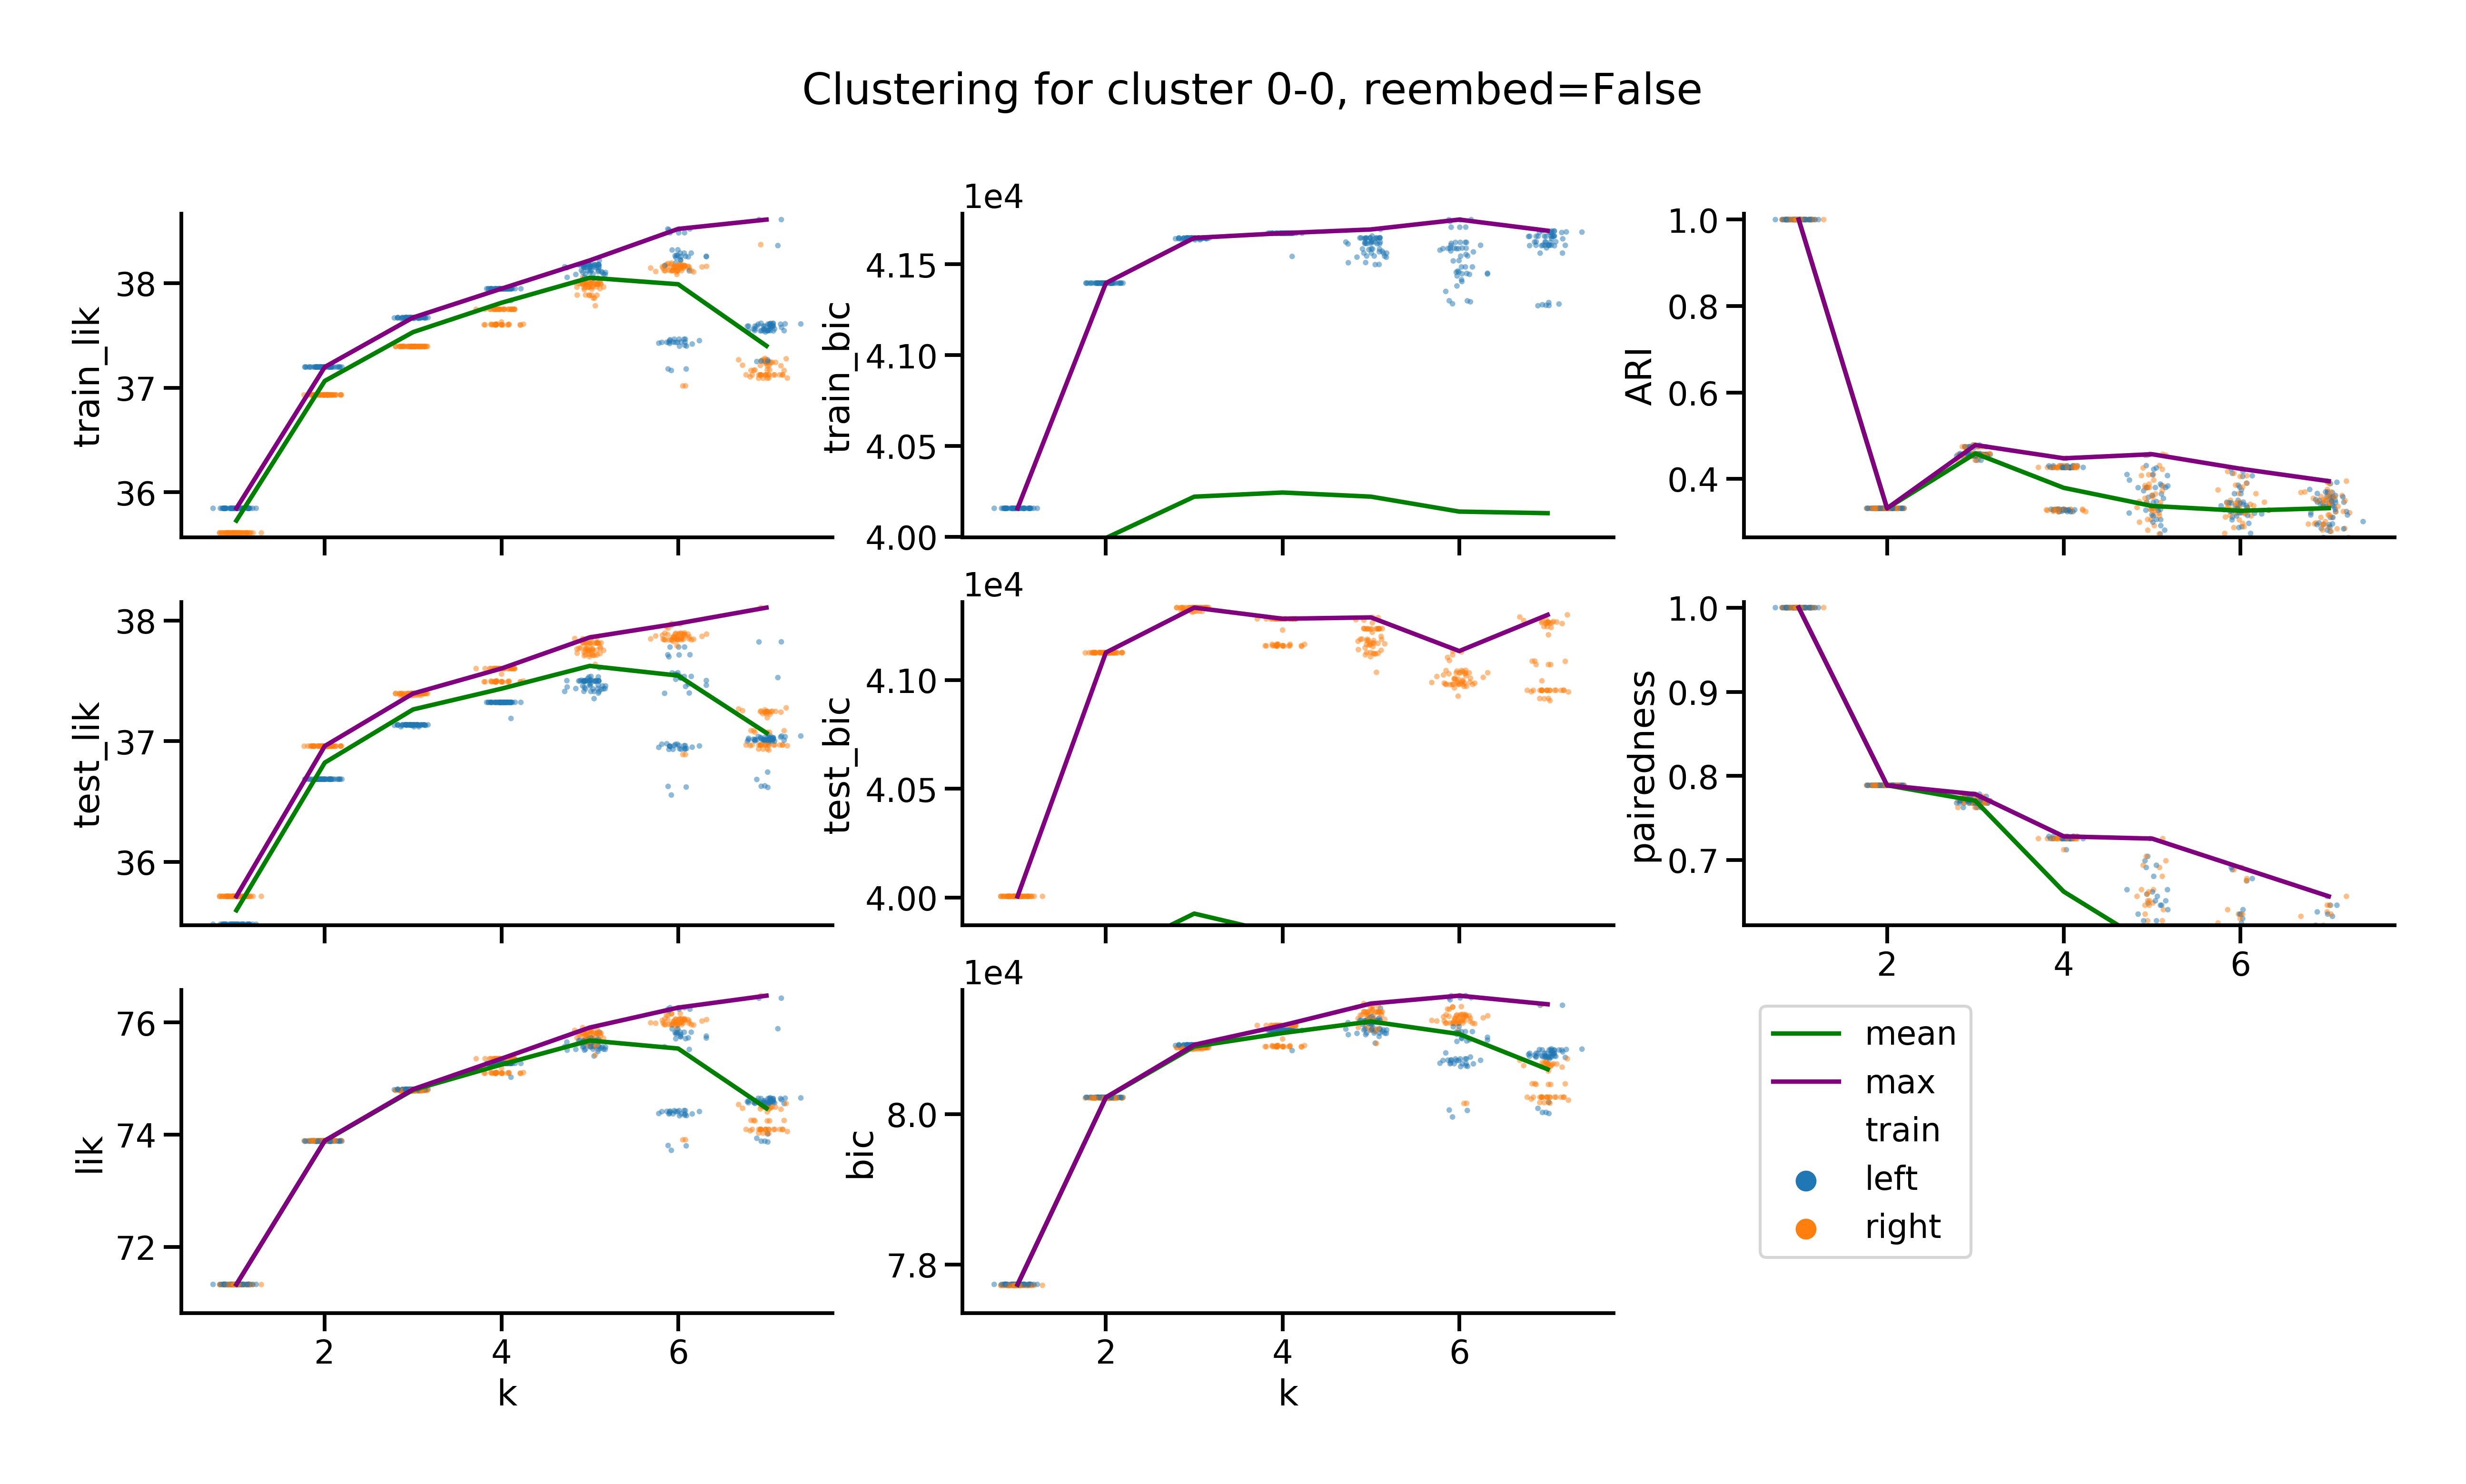 Clustering for cluster 0-0, reembed=False
train_lik
38
37
36
1e4
train_bic
4.15
4.10
4.05
4.00
ARI
1.0
0.8
0.6
0.4
test_lik
38
37
36
1e4
test_bic
4.10
4.05
4.00
pairedness
1.0
0.9
0.8
0.7
2
4
6
lik
76
74
72
2
4
6
k
1e4
bic
8.0
7.8
2
4
6
k
mean
max
train
left
right